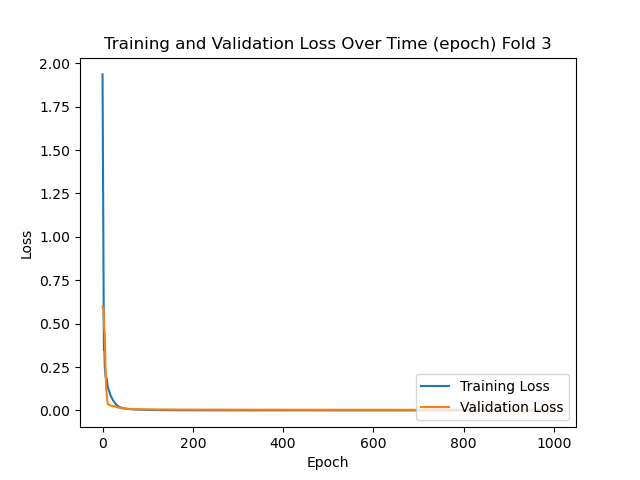 Training and Validation Loss Over Time (epoch) Fold 3
2.00
1.75
1.50
1.25
1.00
0.75
0.50
0.25
0.00
Loss
Training Loss
Validation Loss
0 200 400 600 800 1000
Epoch